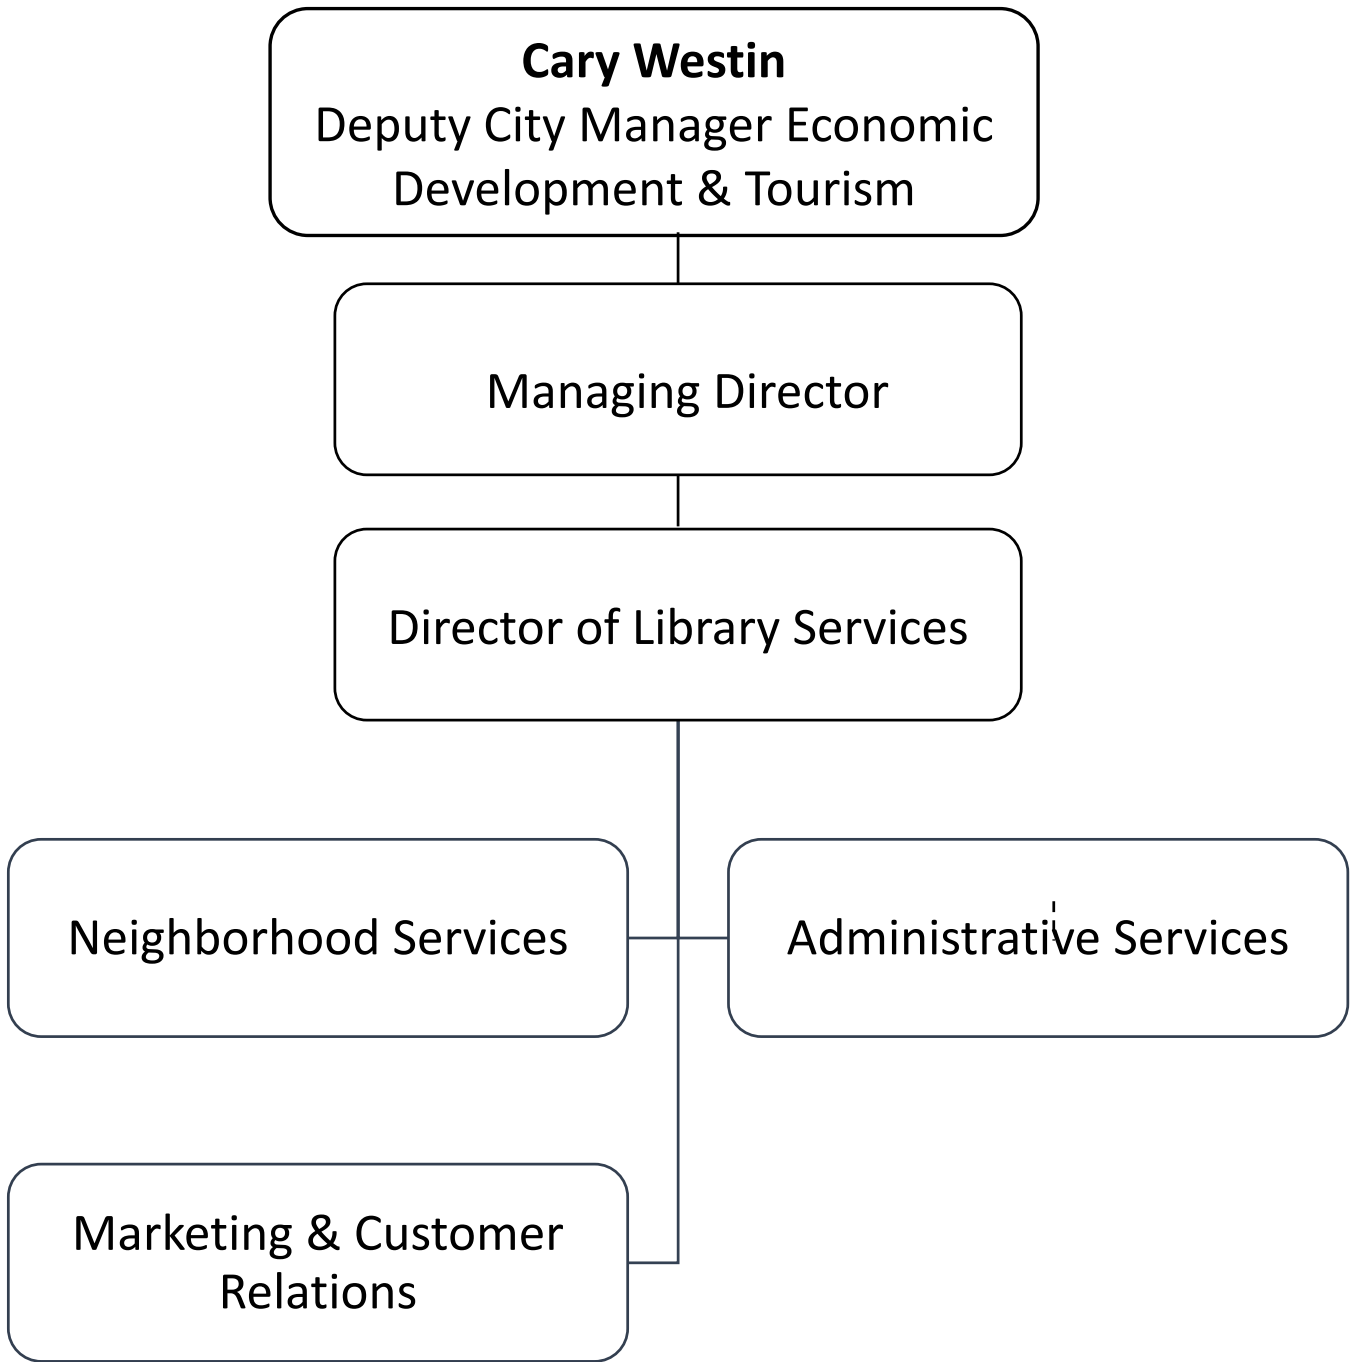 Cary Westin
Deputy City Manager Economic
Development & Tourism
Managing Director
Director of Library Services
Neighborhood Services
Administrative Services
Marketing & Customer
Relations